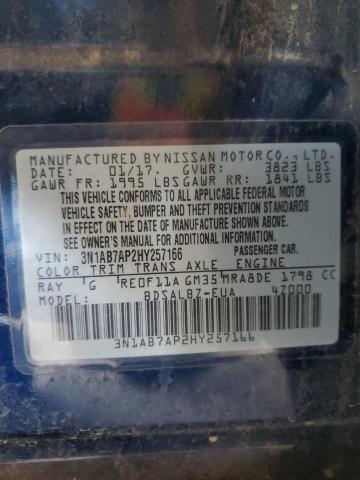 MANUFACTURED BY NISSAN MOTOR CO., LTD.
DATE: 01/17. GVWR: 3823 LBS
GAWR FR: 1995 LBS GAWR RR: 1841 LBS
THIS VEHICLE CONFORMS TO ALL APPLICABLE FEDERAL MOTOR
VEHICLE SAFETY, BUMPER AND THEFT PREVENTION STANDARDS
IN EFFECT ON THE DATE OF MANUFACTURE SHOWN ABOVE.
SEE OWNER'S MANUAL FOR ADDITIONAL INFORMATION.
VIN: 3N1AB7AP2HY257166 PASSENGER CAR.
COLOR TRIM TRANS AXLE ENGINE
RAY G RE0F11A GM35 MRA8DE 1798 CC
MODEL: BDSALBZ-EUA 47000
3N1AB7AP2HY257166